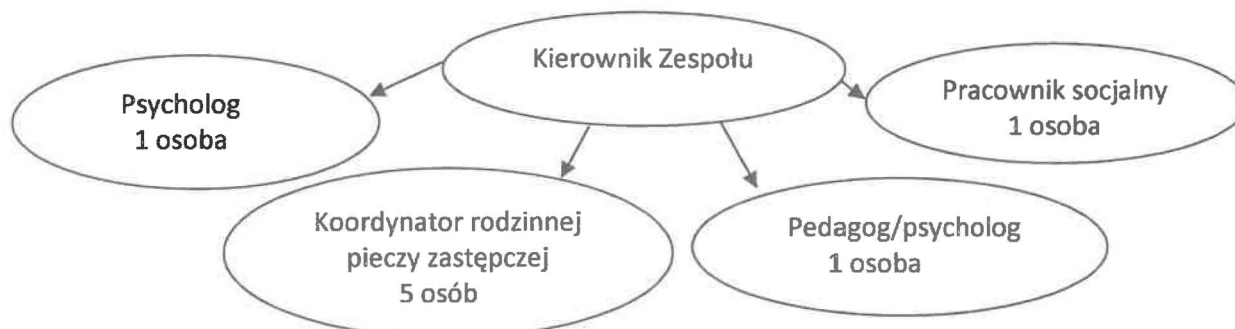 Kierownik Zespołu
Psycholog
1 osoba
Pracownik socjalny
1 osoba
Koordynator rodzinnej
pieczy zastępczej
5 osób
Pedagog/psycholog
1 osoba